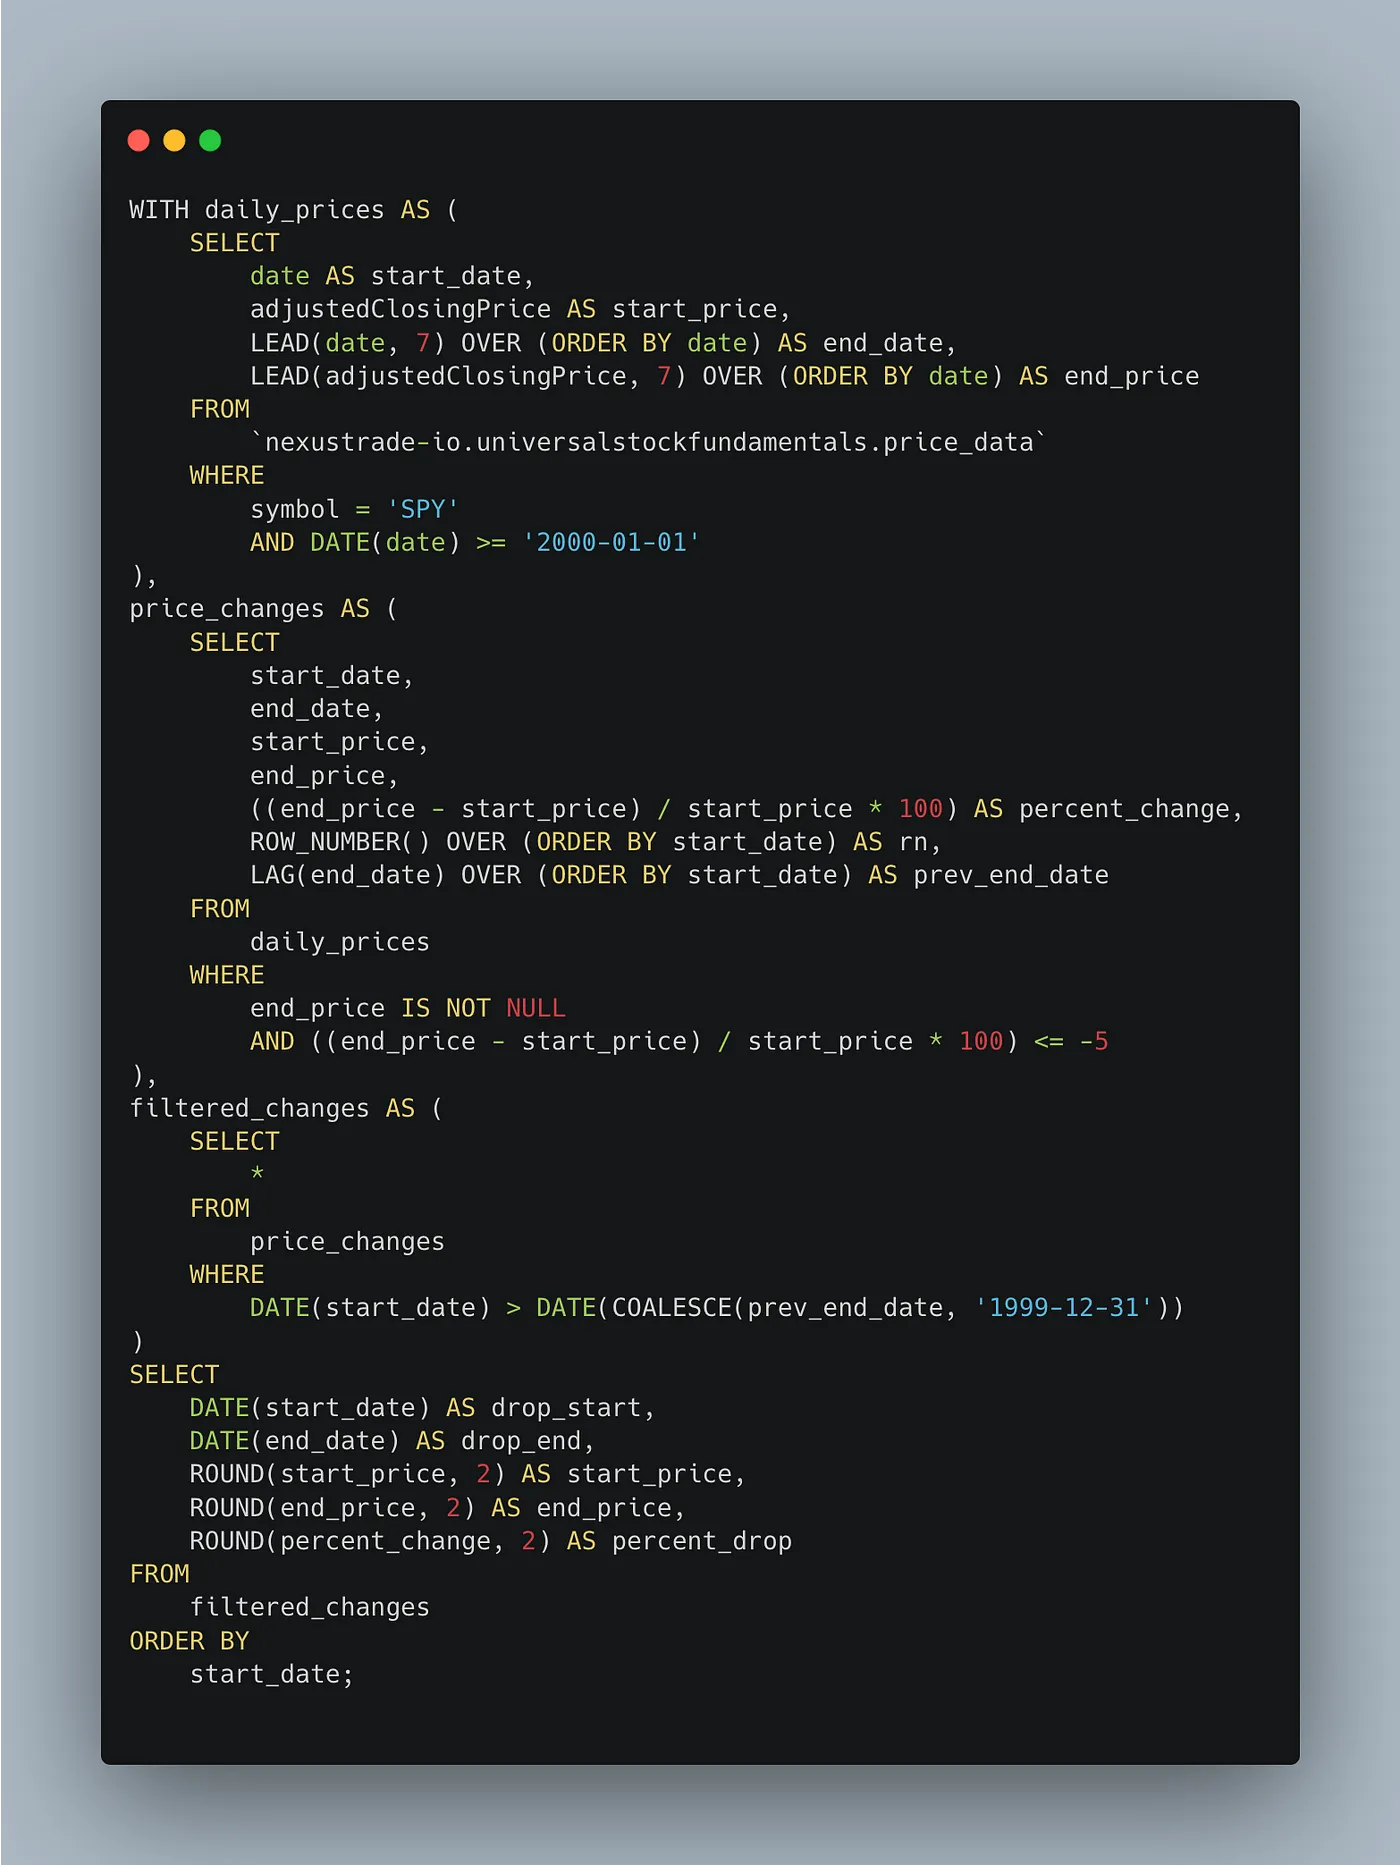 WITH daily_prices AS (
    SELECT
        date AS start_date,
        adjustedClosingPrice AS start_price,
        LEAD(date, 7) OVER (ORDER BY date) AS end_date,
        LEAD(adjustedClosingPrice, 7) OVER (ORDER BY date) AS end_price
    FROM
        `nexustrade-io.universalstockfundamentals.price_data`
    WHERE
        symbol = 'SPY'
        AND DATE(date) >= '2000-01-01'
),
price_changes AS (
    SELECT
        start_date,
        end_date,
        start_price,
        end_price,
        ((end_price - start_price) / start_price * 100) AS percent_change,
        ROW_NUMBER() OVER (ORDER BY start_date) AS rn,
        LAG(end_date) OVER (ORDER BY start_date) AS prev_end_date
    FROM
        daily_prices
    WHERE
        end_price IS NOT NULL
        AND ((end_price - start_price) / start_price * 100) <= -5
),
filtered_changes AS (
    SELECT
        *
    FROM
        price_changes
    WHERE
        DATE(start_date) > DATE(COALESCE(prev_end_date, '1999-12-31'))
)
SELECT
    DATE(start_date) AS drop_start,
    DATE(end_date) AS drop_end,
    ROUND(start_price, 2) AS start_price,
    ROUND(end_price, 2) AS end_price,
    ROUND(percent_change, 2) AS percent_drop
FROM
    filtered_changes
ORDER BY
    start_date;